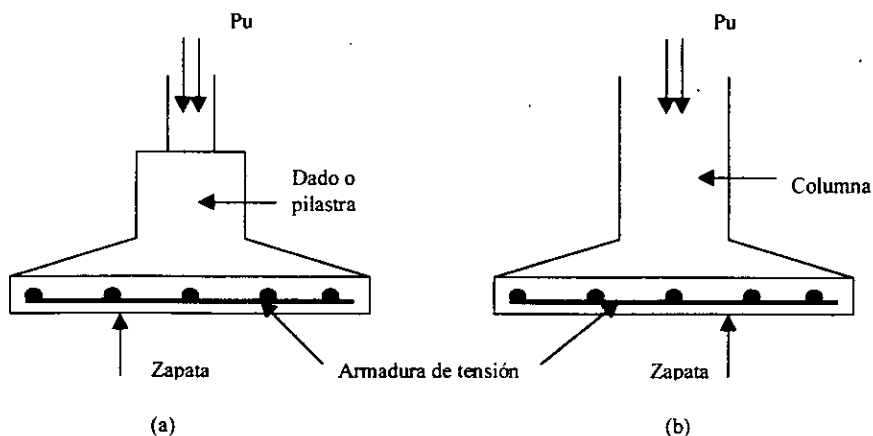 Pu
Pu
Dado o
pilastra
Columna
Zapata
Armadura de tensión
Zapata
(a)
(b)